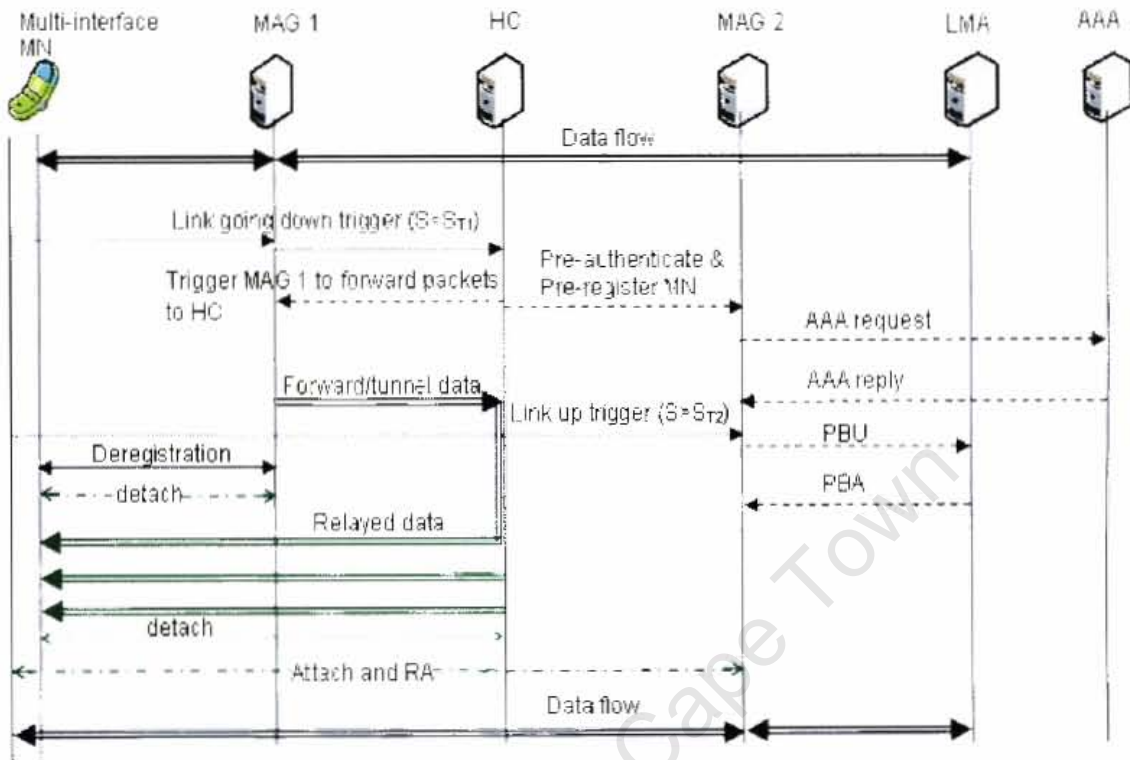 Multi-interface
MN
MAG 1
HC
MAG 2
LMA
AAA
Data flow
Link going down trigger (S=ST1)
Trigger MAG 1 to forward packets
to HC
Pre-authenticate &
Pre-register MN
AAA request
AAA reply
Forward/tunnel data
Link up trigger (S=ST2)
PBU
Deregistration
detach
PBA
Relayed data
detach
Attach and RA
Data flow
Cape Town